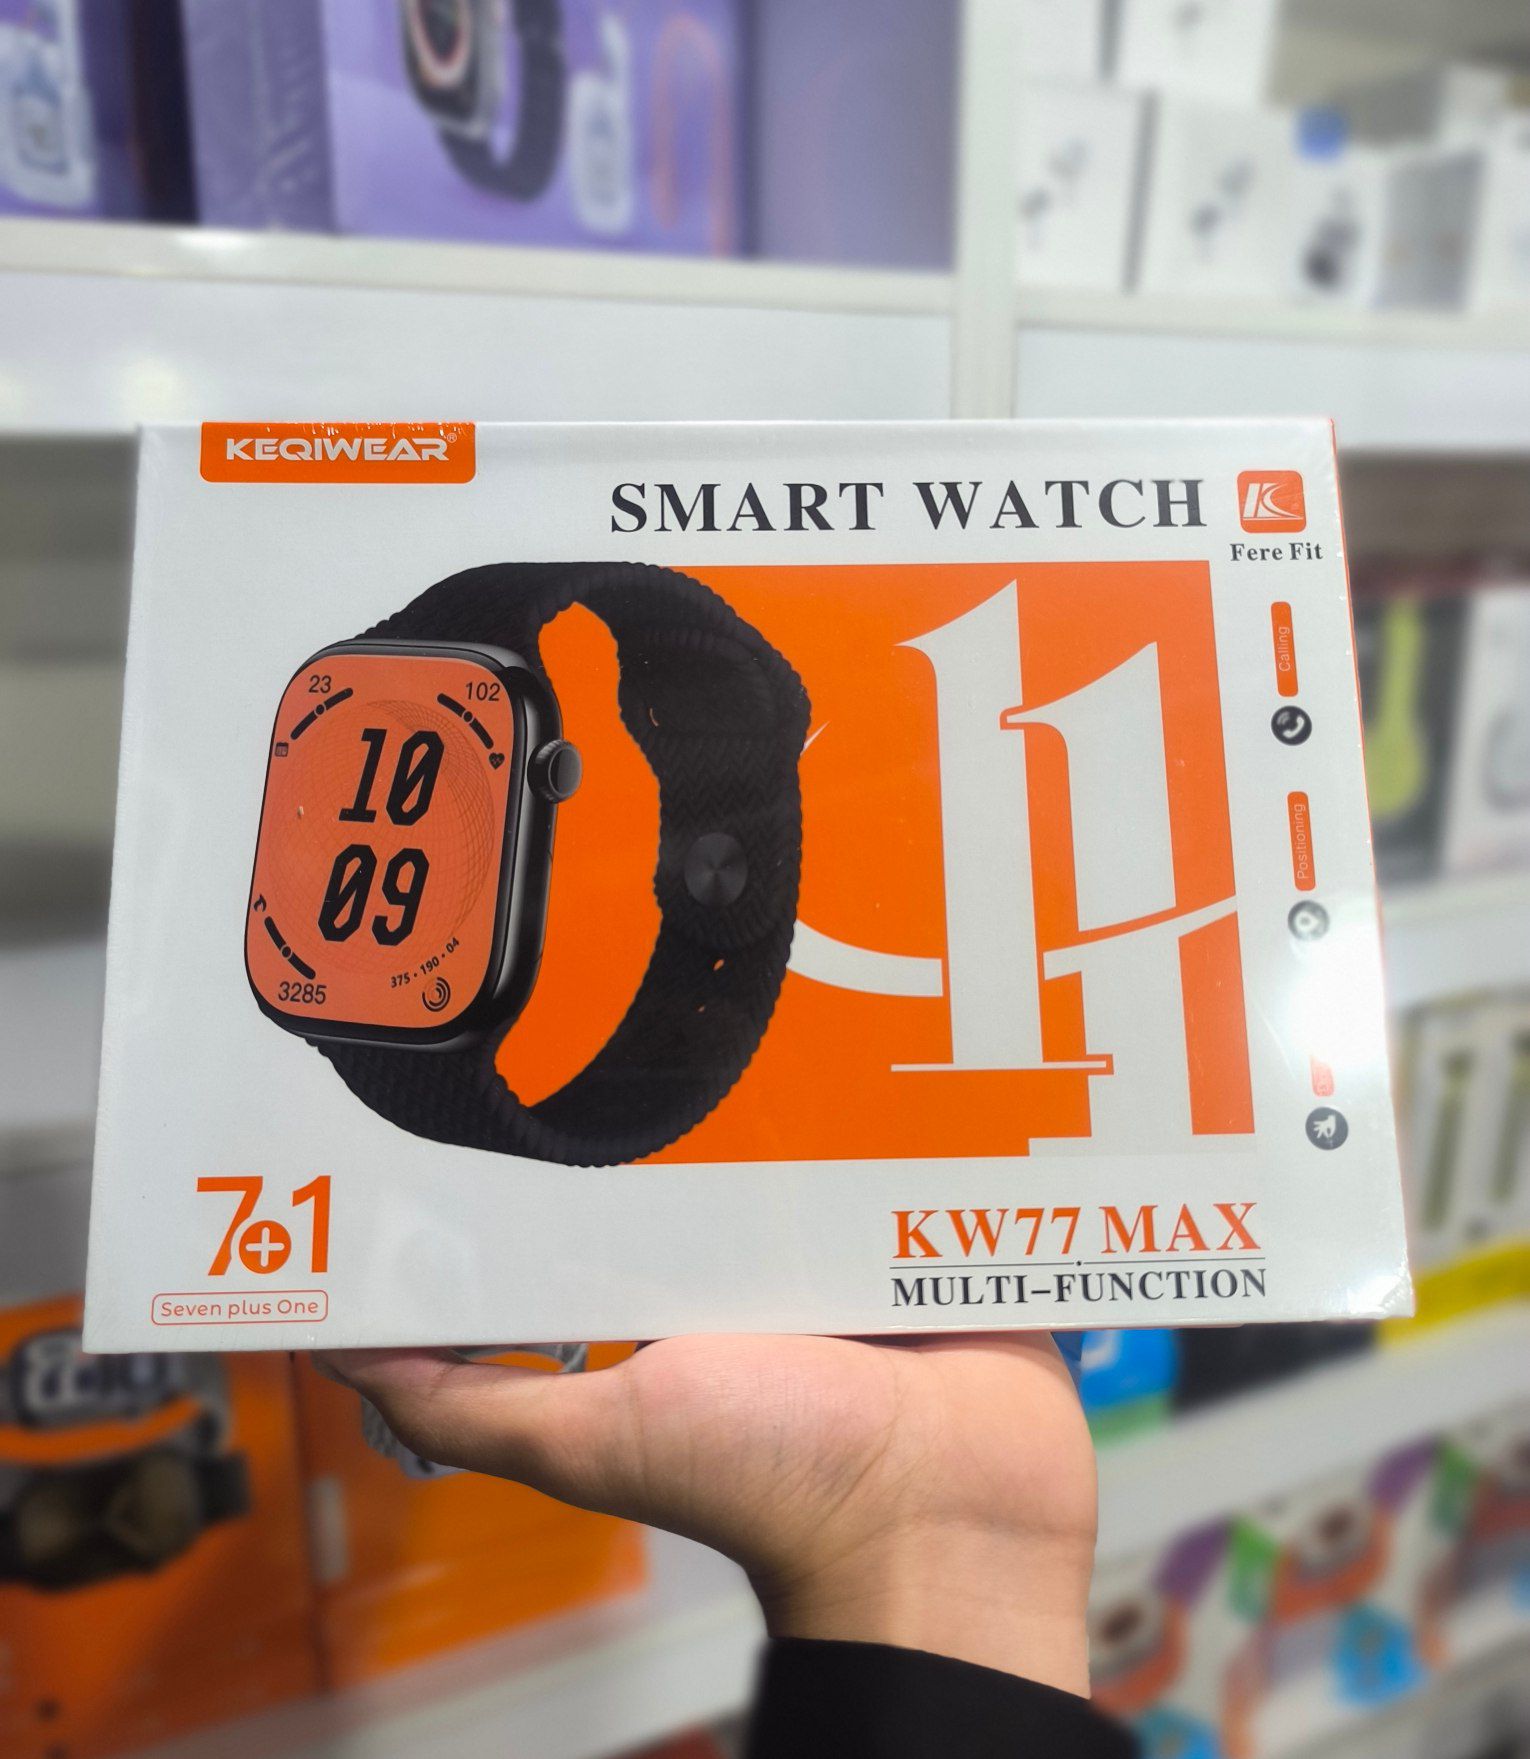 KEQIWEAR®
SMART WATCH
Fere Fit
Calling
Positioning
23
102
10
09
3285
375 • 190 • 04
11
7+1
Seven plus One
KW77 MAX
MULTI-FUNCTION